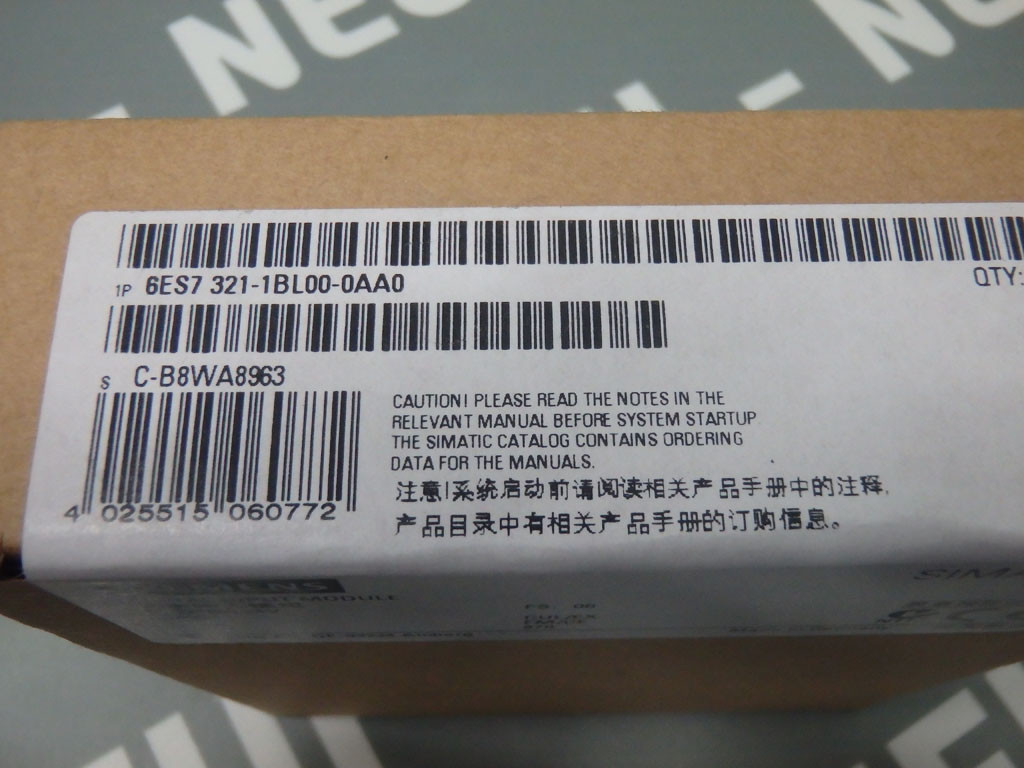 1P 6ES7 321-1BL00-0AA0
QTY:
S C-B8WA8963
4 025515 060772
CAUTION! PLEASE READ THE NOTES IN THE
RELEVANT MANUAL BEFORE SYSTEM STARTUP
THE SIMATIC CATALOG CONTAINS ORDERING
DATA FOR THE MANUALS.
注意!系统启动前请阅读相关产品手册中的注释.
产品目录中有相关产品手册的订购信息。
MODULE